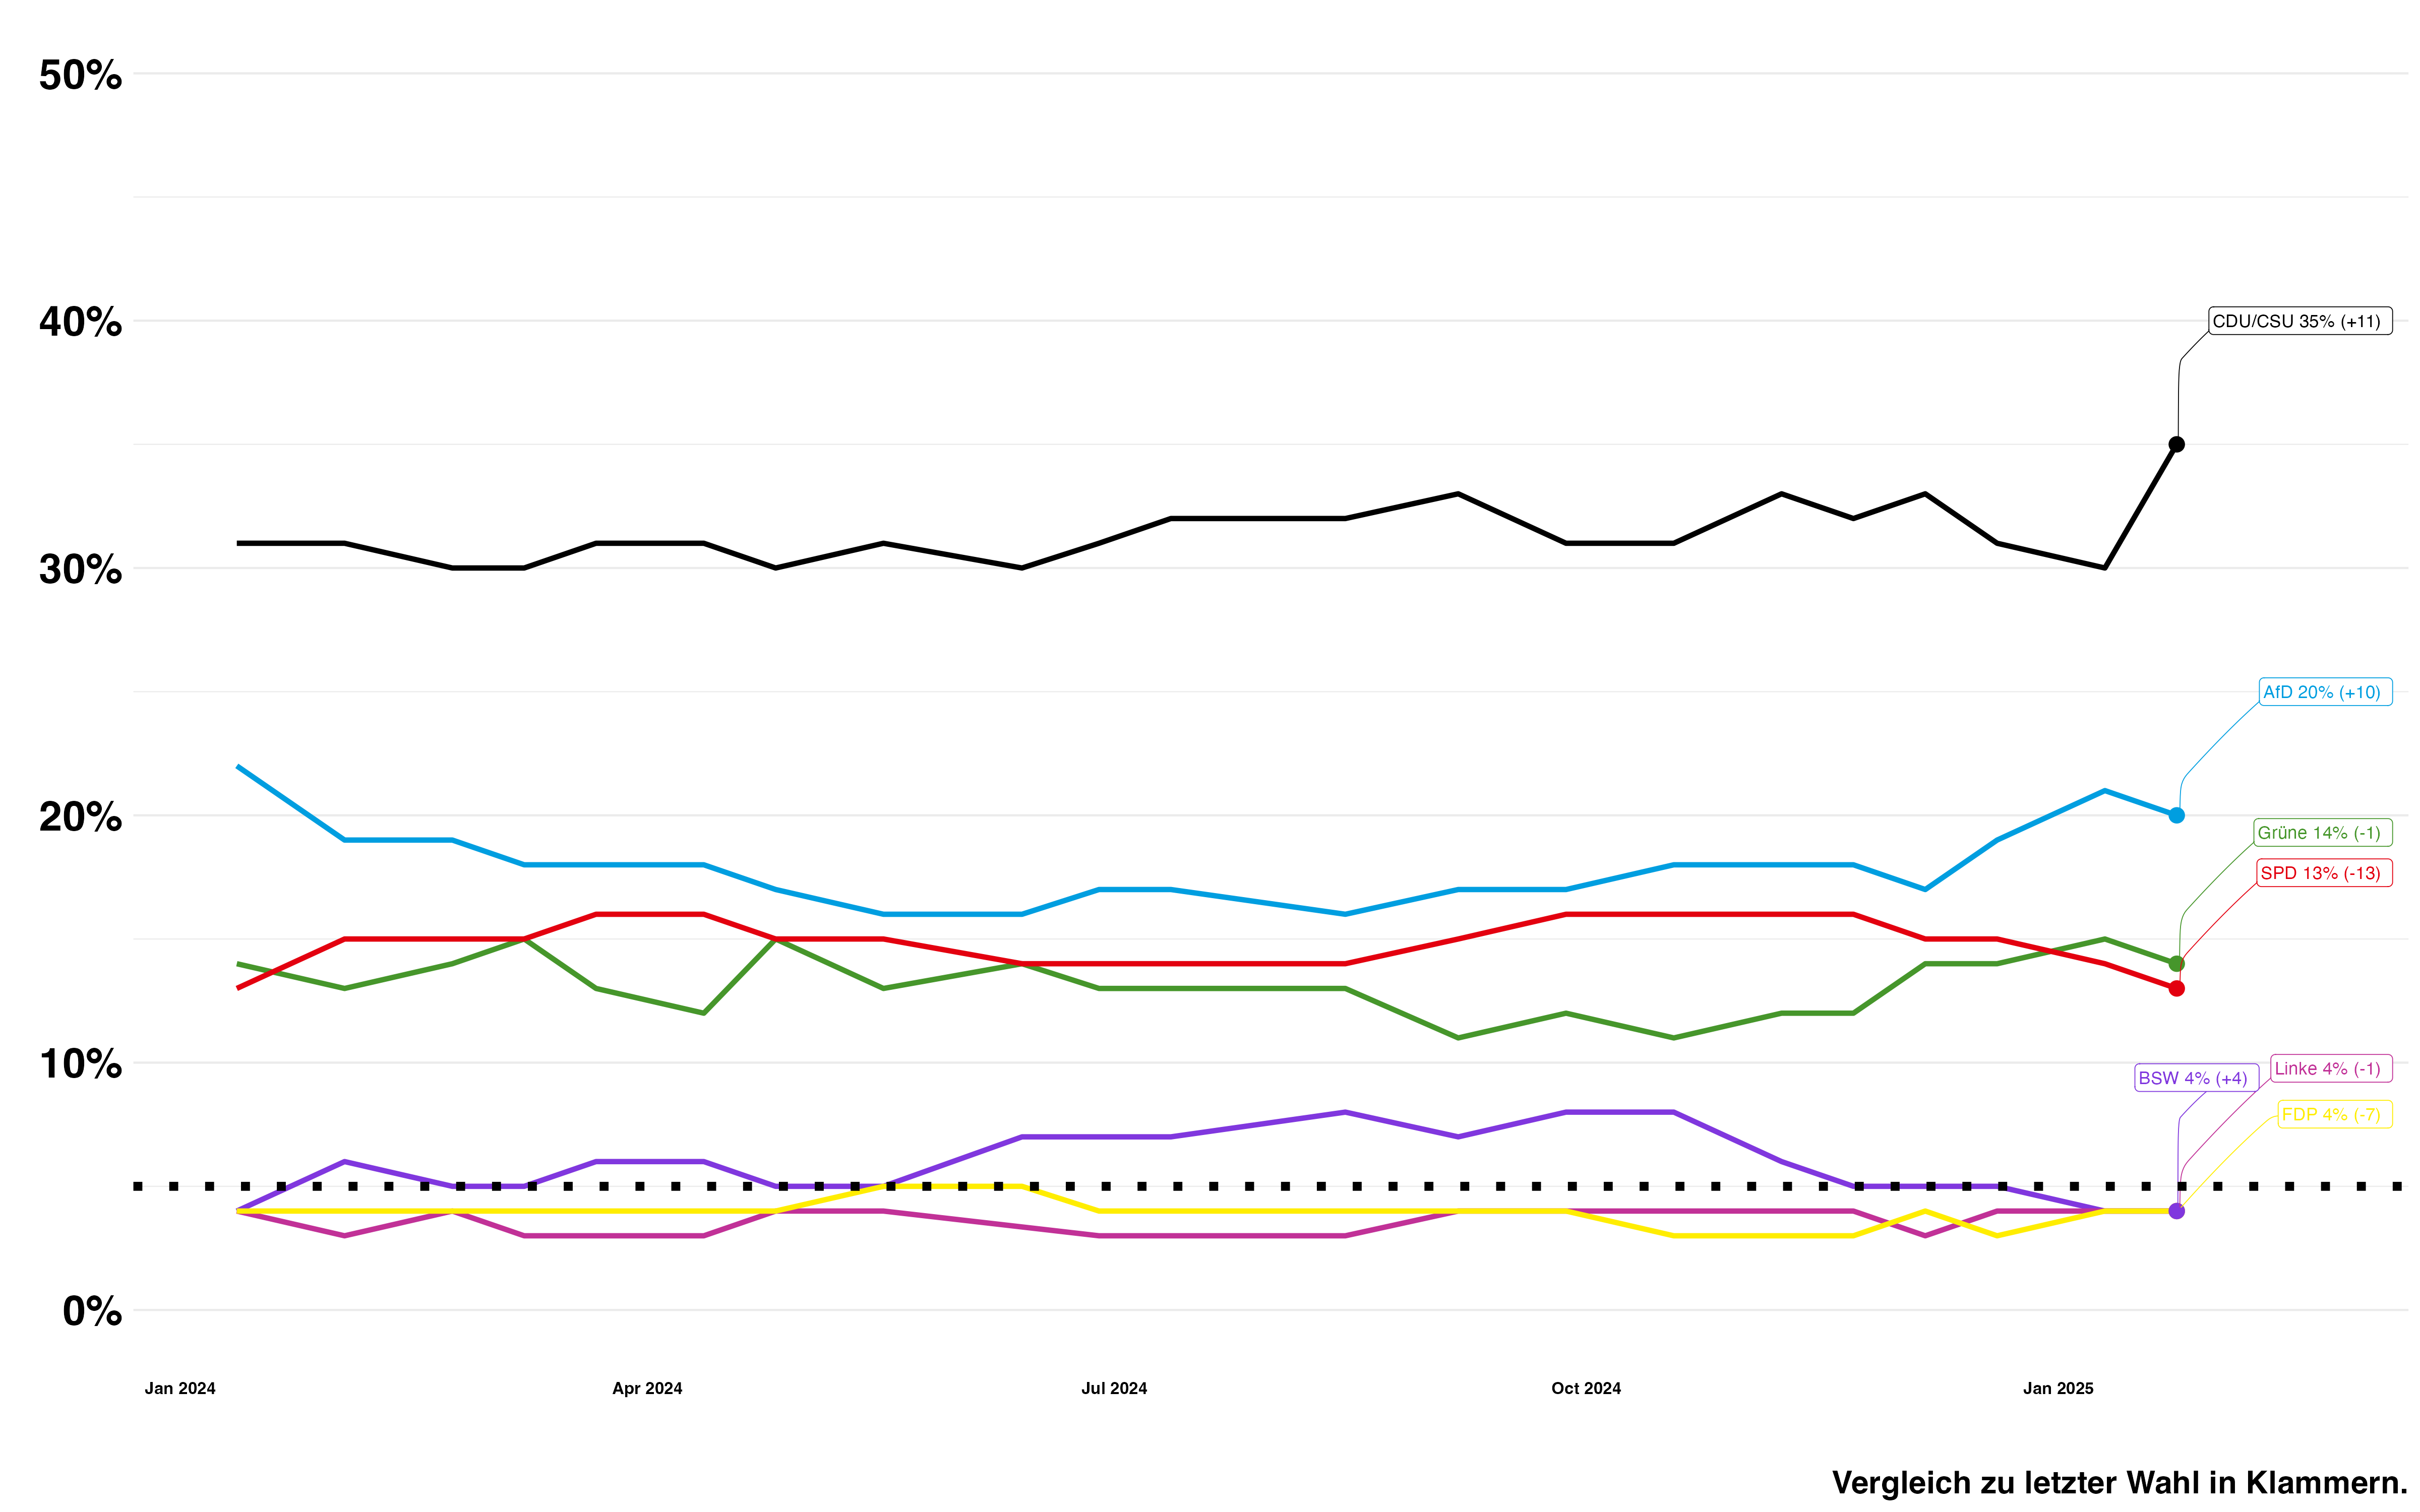 50%
40%
30%
20%
10%
0%
CDU/CSU 35% (+11)
AfD 20% (+10)
Grüne 14% (-1)
SPD 13% (-13)
Linke 4% (-1)
BSW 4% (+4)
FDP 4% (-7)
Jan 2024
Apr 2024
Jul 2024
Oct 2024
Jan 2025
Vergleich zu letzter Wahl in Klammern.